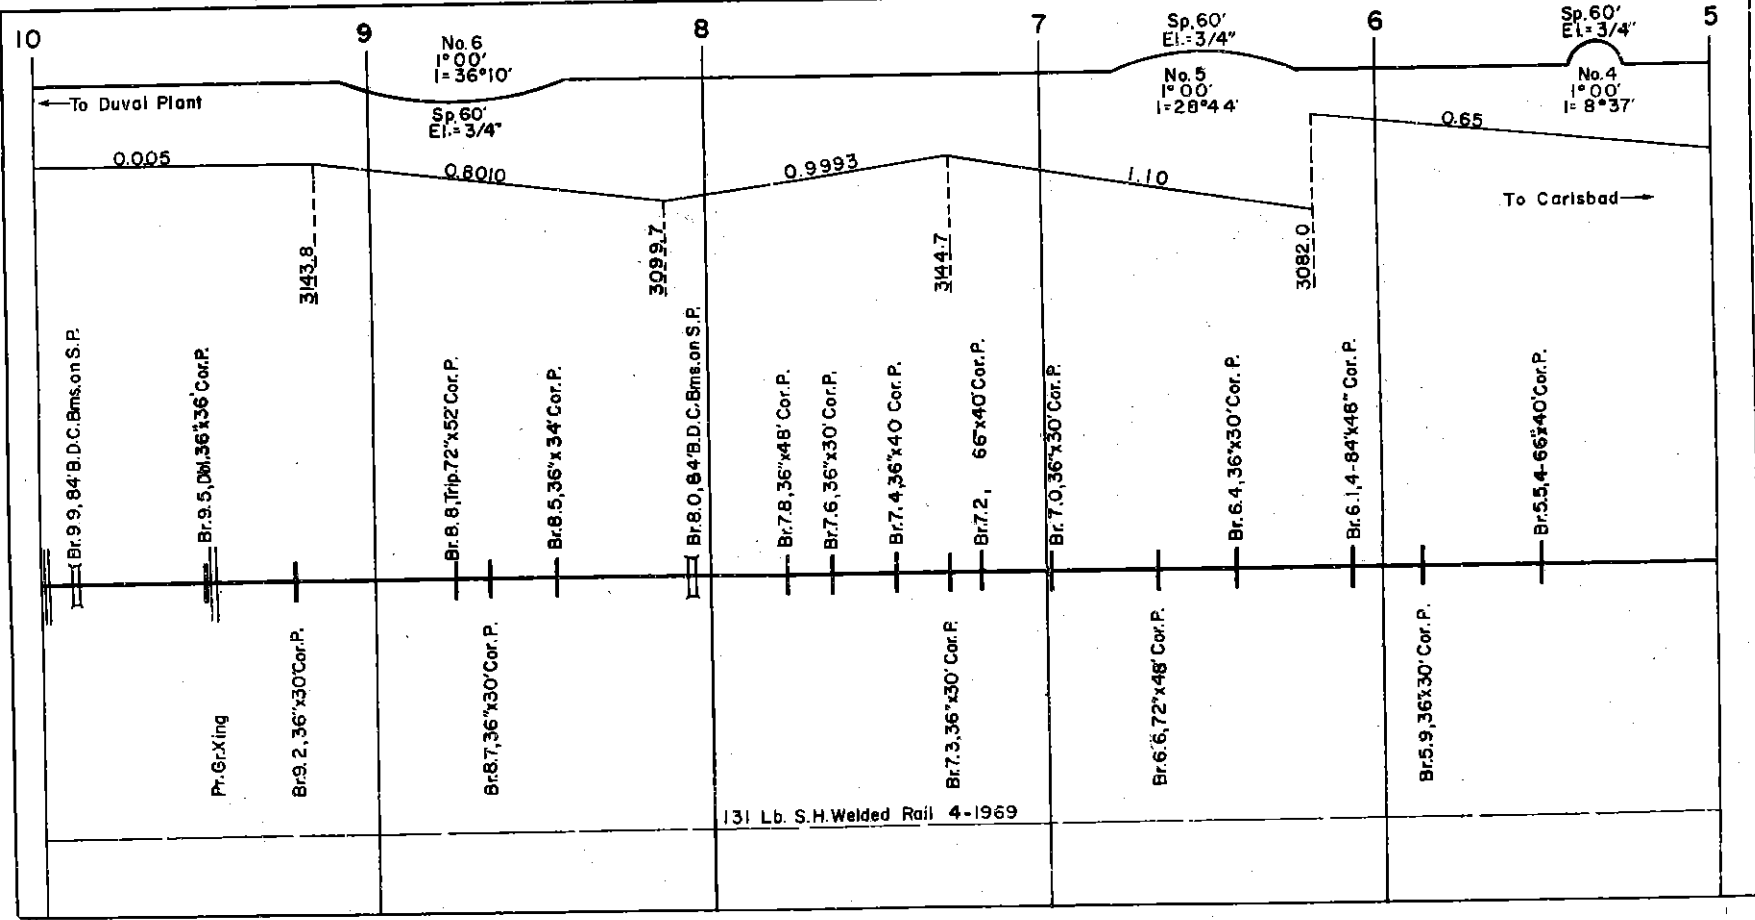 10
9
8
7
6
5
No. 6
1°00'
I=36°10'
Sp. 60'
El.=3/4"
Sp. 60'
El.=3/4"
No. 5
1°00'
I=28°44'
Sp. 60'
El.=3/4"
No. 4
1°00'
I=8°37'
←To Duval Plant
To Carlsbad→
0.005
0.8010
0.9993
1.10
0.65
3143.8
3099.7
3144.7
3082.0
Br. 9.9, 84' B.D.C. Bms. on S.P.
Br. 9.5, Dbl. 36"x36' Cor. P.
Br. 8.8, Trip. 72"x52' Cor. P.
Br. 8.5, 36"x34' Cor. P.
Br. 8.0, 84' B.D.C. Bms. on S.P.
Br. 7.8, 36"x48' Cor. P.
Br. 7.6, 36"x30' Cor. P.
Br. 7.4, 36"x40' Cor. P.
Br. 7.2, 66"x40' Cor. P.
Br. 7.0, 36"x30' Cor. P.
Br. 6.4, 36"x30' Cor. P.
Br. 6.1, 4-84"x46' Cor. P.
Br. 5.5, 4-66"x40' Cor. P.
Pr. Gr. Xing
Br. 9.2, 36"x30' Cor. P.
Br. 8.7, 36"x30' Cor. P.
Br. 7.3, 36"x30' Cor. P.
Br. 6.6, 72"x48' Cor. P.
Br. 5.9, 36"x30' Cor. P.
131 Lb. S.H. Welded Rail 4-1969